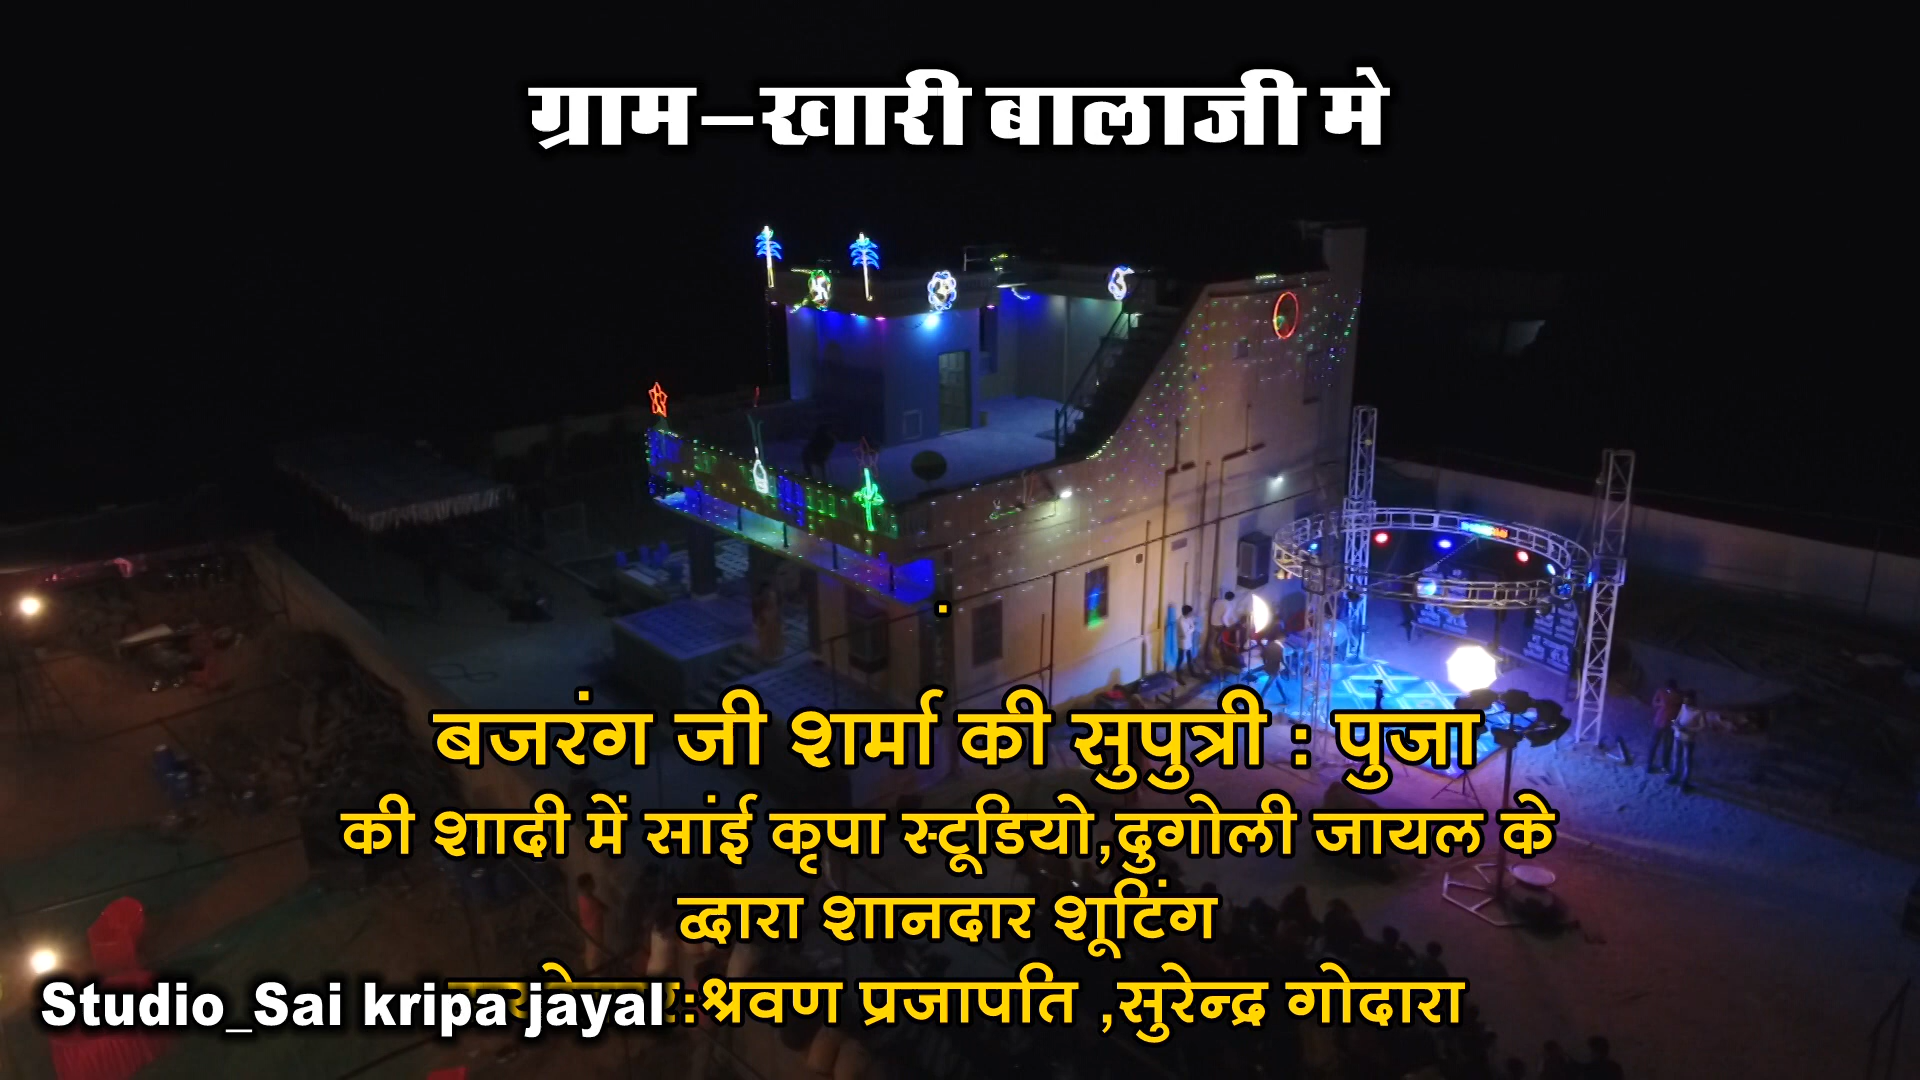 ग्राम-खारी बालाजी मे
बजरंग जी शर्मा की सुपुत्री : पुजा
की शादी में सांई कृपा स्टूडियो,दुगोली जायल के
द्वारा शानदार शूटिंग
:श्रवण प्रजापति ,सुरेन्द्र गोदारा
Studio_Sai kripa jayal